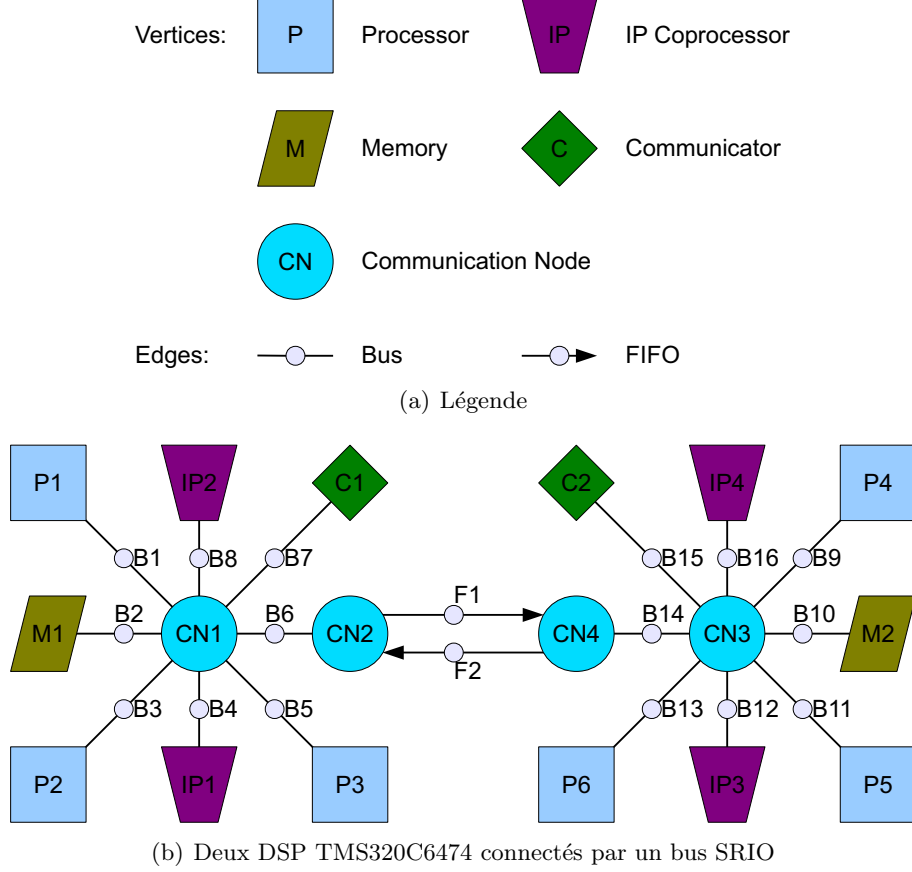 Vertices: P Processor IP IP Coprocessor
M Memory C Communicator
CN Communication Node
Edges: Bus FIFO
(a) Légende
P1 IP2 C1 C2 IP4 P4
B1 B8 B7 B15 B16 B9
F1
M1 B2 CN1 B6 CN2 CN4 B14 CN3 B10 M2
F2
B3 B4 B5 B13 B12 B11
P2 IP1 P3 P6 IP3 P5
(b) Deux DSP TMS320C6474 connectés par un bus SRIO